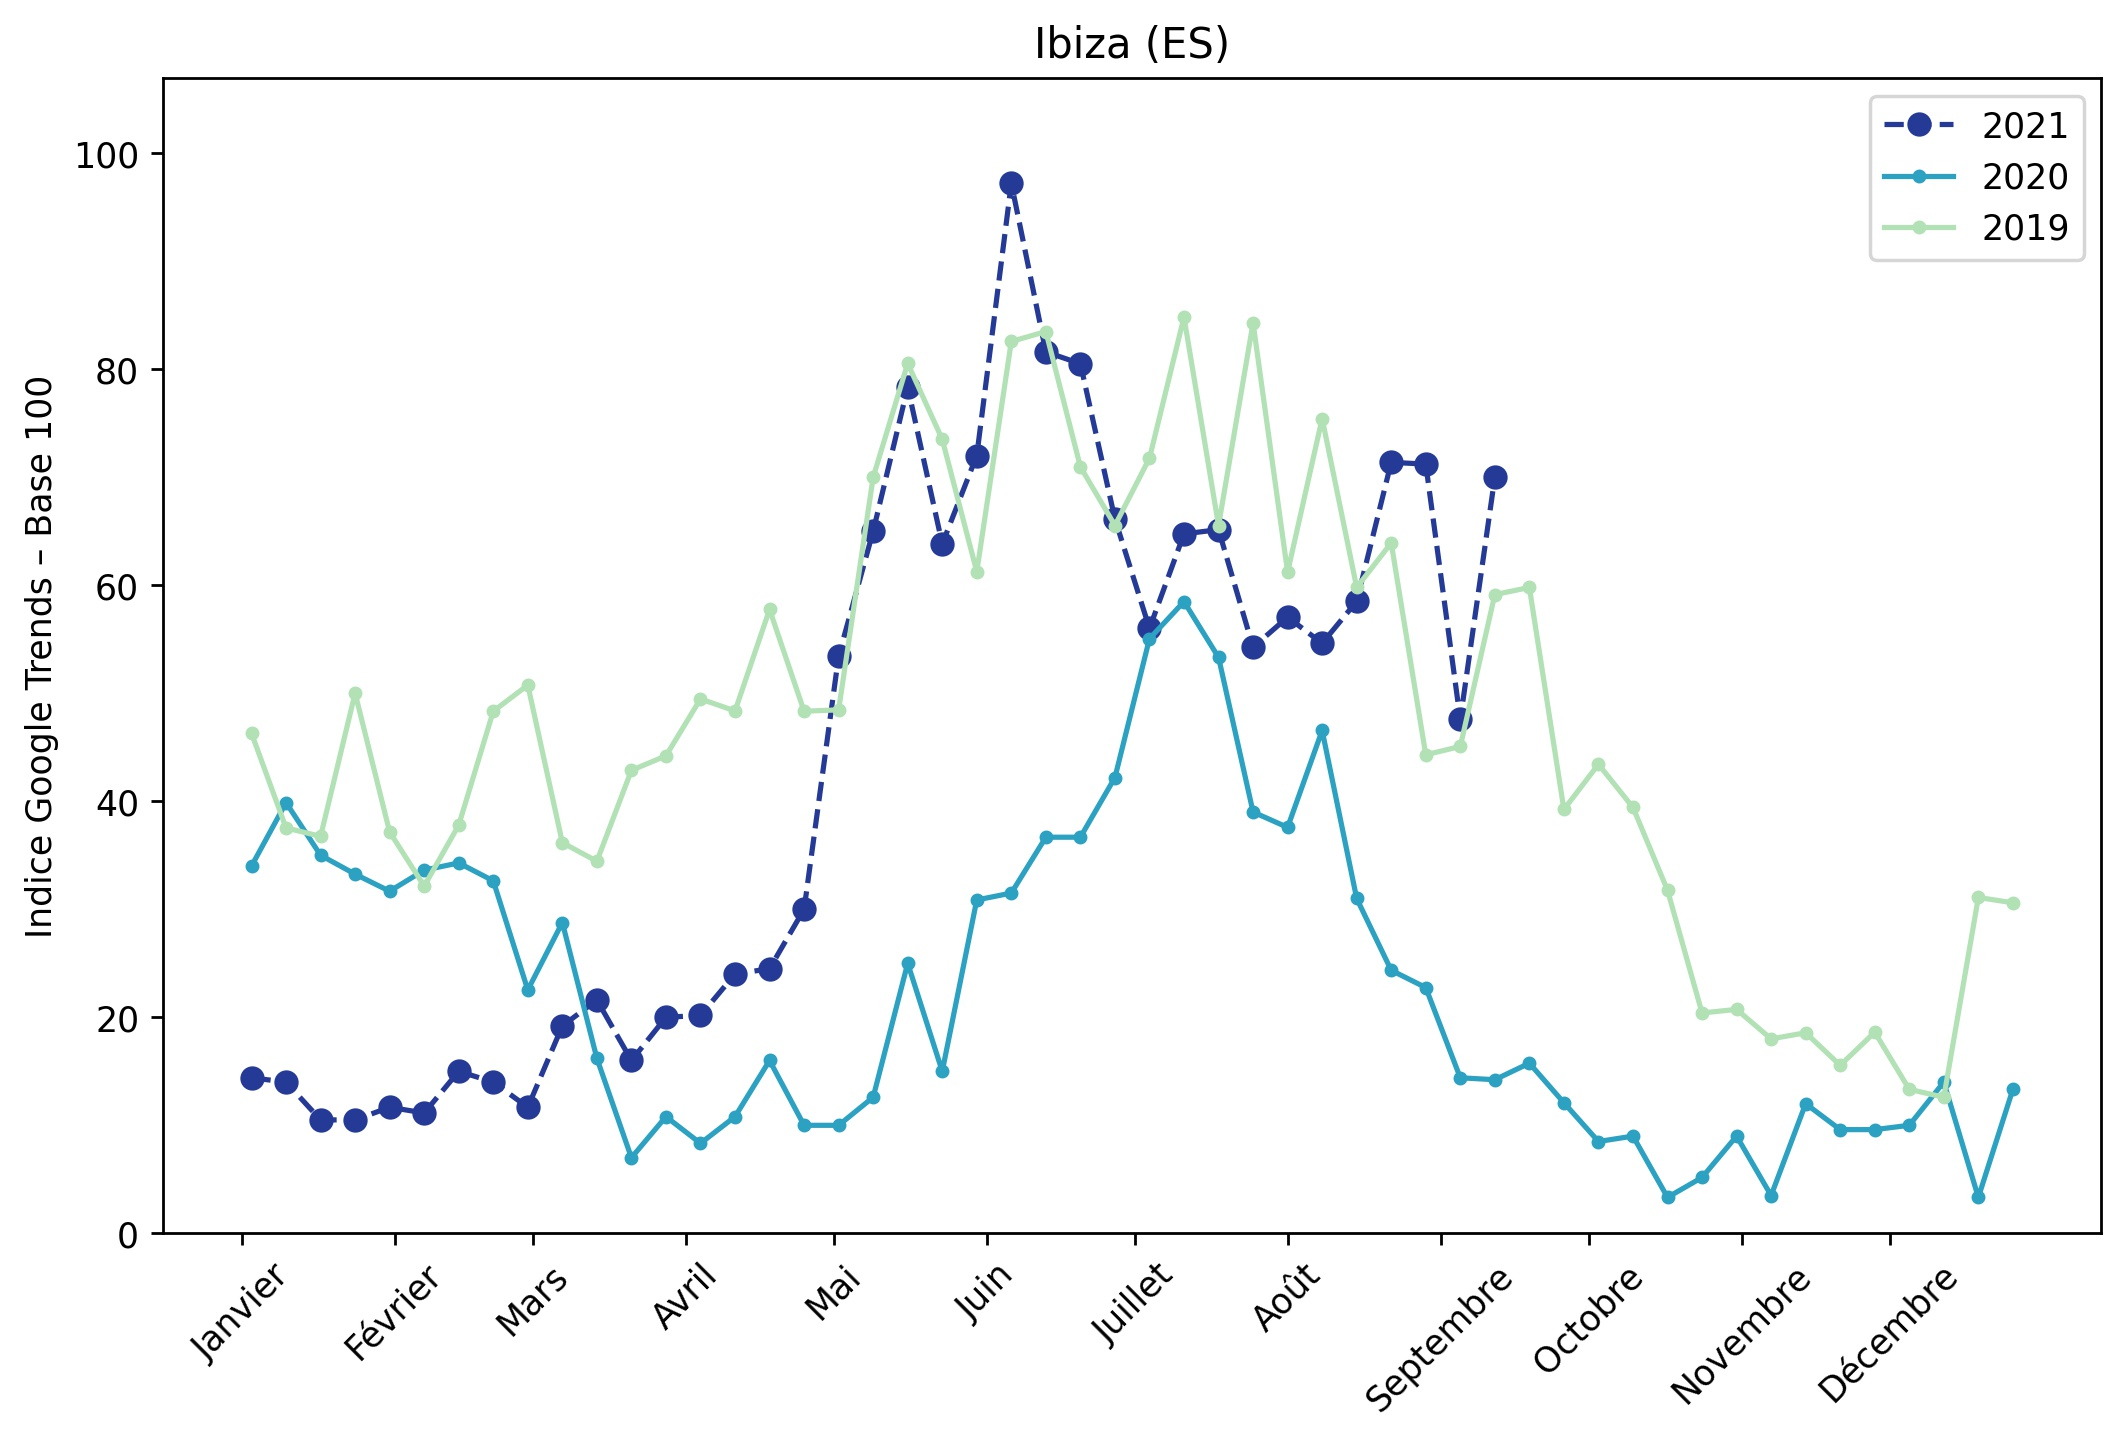 Ibiza (ES)
2021
2020
2019
Indice Google Trends – Base 100
100
80
60
40
20
0
Janvier
Février
Mars
Avril
Mai
Juin
Juillet
Août
Septembre
Octobre
Novembre
Décembre